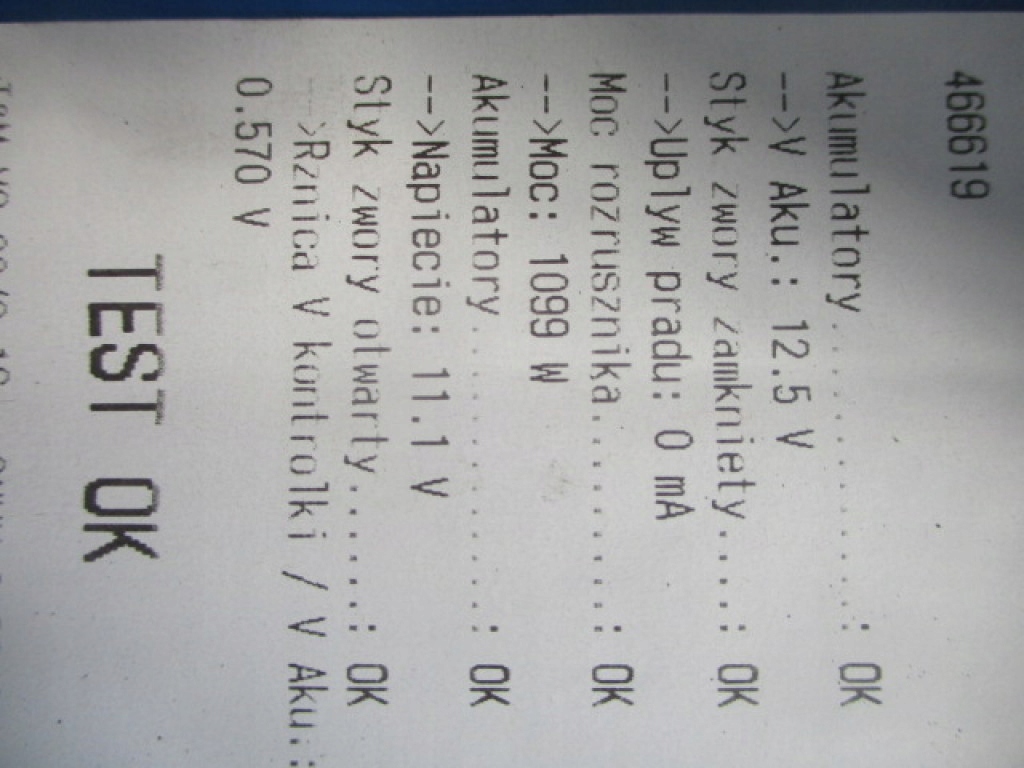 466619
Akumulatory.........: OK
-->V Aku.: 12.5 V
Styk zwory zamkniety....: OK
-->Uplyw pradu: 0 mA
Moc rozrusznika.........: OK
-->Moc: 1099 W
Akumulatory.........: OK
-->Napiecie: 11.1 V
Styk zwory otwarty......: OK
-->Rznica V kontrolki / V Aku.:
0.570 V
TEST OK